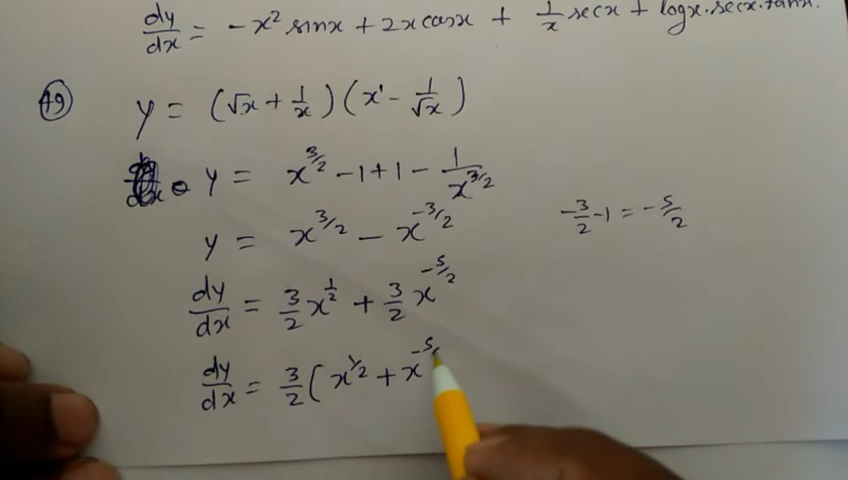 dy/dx = -x² sinx + 2x cosx + 1/x secx + logx.secx.tanx.
49 y = (√x + 1/x)(x¹ - 1/√x)
y = x^3/2 - 1 + 1 - 1/x^3/2
y = x^3/2 - x^-3/2
-3/2 - 1 = -5/2
dy/dx = 3/2 x^1/2 + 3/2 x^-5/2
dy/dx = 3/2 (x^1/2 + x^-5/